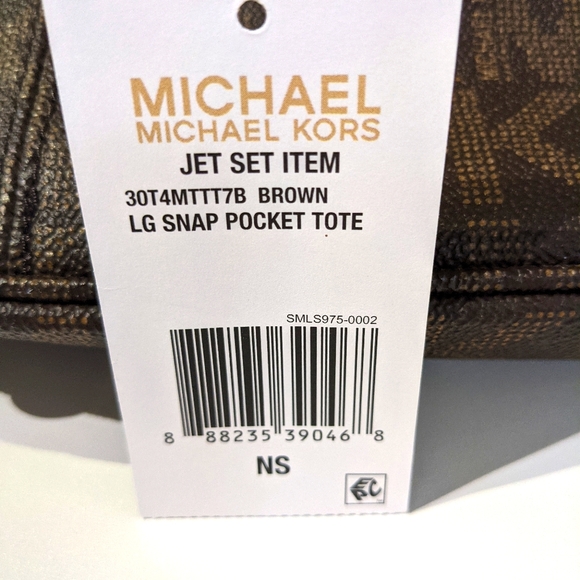 MICHAEL
MICHAEL KORS
JET SET ITEM
30T4MTTT7B BROWN
LG SNAP POCKET TOTE
SMLS975-0002
8 88235 39046 8
NS